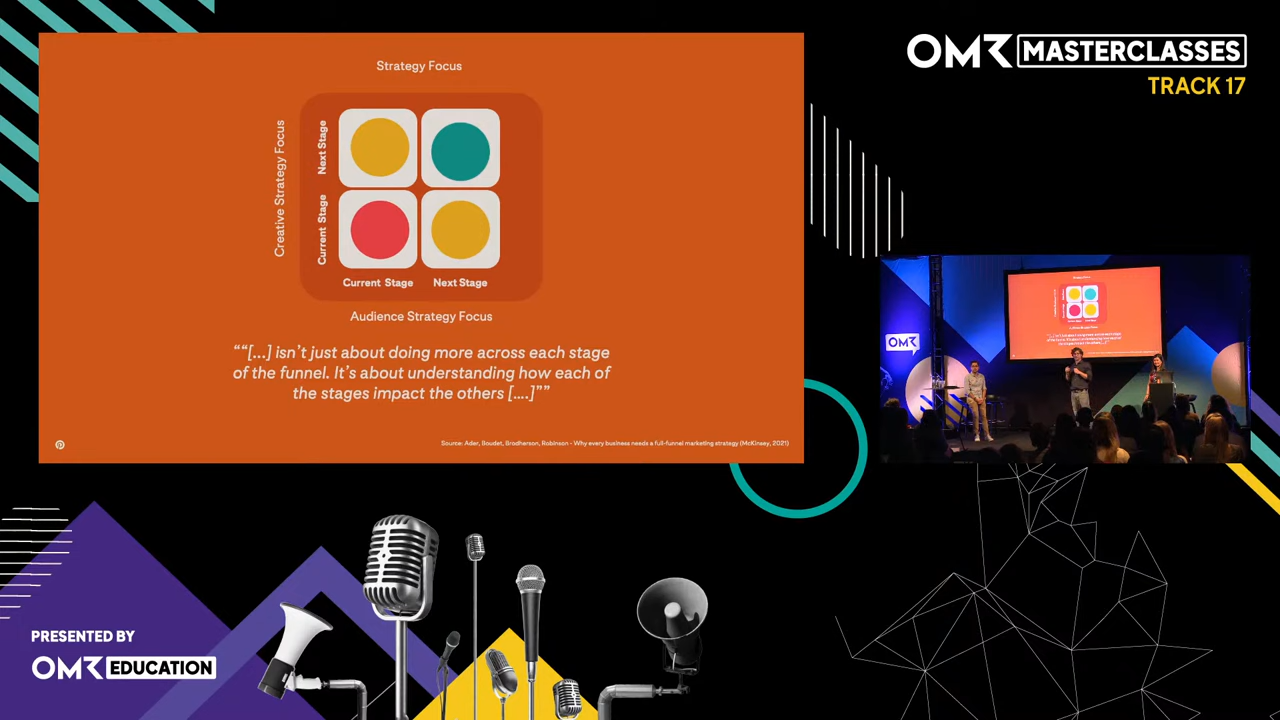 OMR MASTERCLASSES
TRACK 17
Strategy Focus
Creative Strategy Focus
Next Stage
Current Stage
Current Stage
Next Stage
Audience Strategy Focus
““[...] isn’t just about doing more across each stage
of the funnel. It’s about understanding how each of
the stages impact the others [....]””
Source: Ader, Boudet, Brodherson, Robinson - Why every business needs a full-funnel marketing strategy (McKinsey, 2021)
OMR
PRESENTED BY
OMR EDUCATION